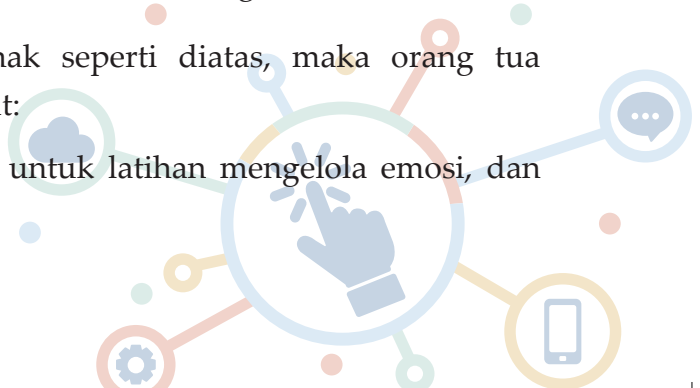 nak seperti diatas, maka orang tua
t:
untuk latihan mengelola emosi, dan